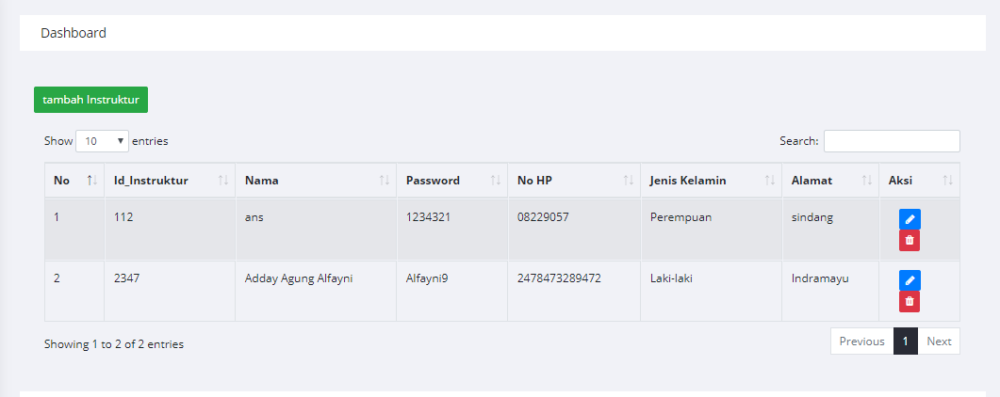 Dashboard
tambah Instruktur
Show 10 entries Search:
No Id_Instruktur Nama Password No HP Jenis Kelamin Alamat Aksi
1 112 ans 1234321 08229057 Perempuan sindang
2 2347 Adday Agung Alfayni Alfayni9 2478473289472 Laki-laki Indramayu
Showing 1 to 2 of 2 entries Previous 1 Next